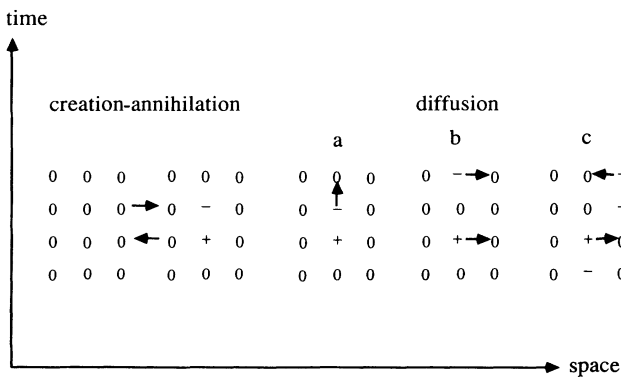 time
creation-annihilation diffusion
a b c
0 0 0 0 0 0 0 0 0 0 − 0 0 0 −
0 0 0 0 − 0 0 − 0 0 0 0 0 0 −
0 0 0 0 + 0 0 + 0 0 + 0 0 + 0
0 0 0 0 0 0 0 0 0 0 0 0 0 −
space